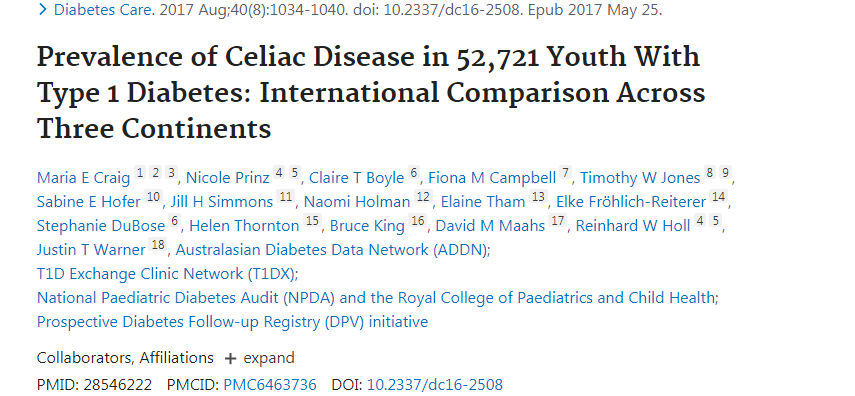 > Diabetes Care. 2017 Aug;40(8):1034-1040. doi: 10.2337/dc16-2508. Epub 2017 May 25.
Prevalence of Celiac Disease in 52,721 Youth With
Type 1 Diabetes: International Comparison Across
Three Continents
Maria E Craig 1 2 3, Nicole Prinz 4 5, Claire T Boyle 6, Fiona M Campbell 7, Timothy W Jones 8 9,
Sabine E Hofer 10, Jill H Simmons 11, Naomi Holman 12, Elaine Tham 13, Elke Fröhlich-Reiterer 14,
Stephanie DuBose 6, Helen Thornton 15, Bruce King 16, David M Maahs 17, Reinhard W Holl 4 5,
Justin T Warner 18, Australasian Diabetes Data Network (ADDN);
T1D Exchange Clinic Network (T1DX);
National Paediatric Diabetes Audit (NPDA) and the Royal College of Paediatrics and Child Health;
Prospective Diabetes Follow-up Registry (DPV) initiative
Collaborators, Affiliations + expand
PMID: 28546222 PMCID: PMC6463736 DOI: 10.2337/dc16-2508